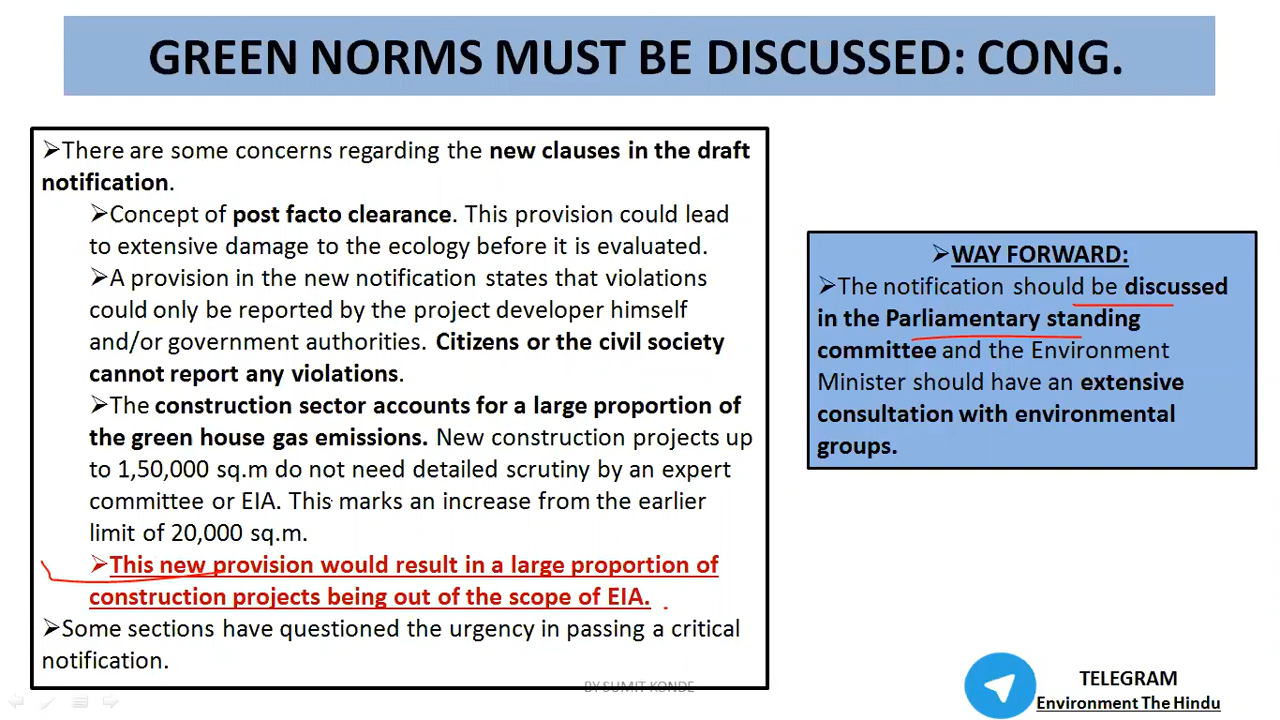 GREEN NORMS MUST BE DISCUSSED: CONG.
➢There are some concerns regarding the new clauses in the draft
notification.
➢Concept of post facto clearance. This provision could lead
to extensive damage to the ecology before it is evaluated.
➢A provision in the new notification states that violations
could only be reported by the project developer himself
and/or government authorities. Citizens or the civil society
cannot report any violations.
➢The construction sector accounts for a large proportion of
the green house gas emissions. New construction projects up
to 1,50,000 sq.m do not need detailed scrutiny by an expert
committee or EIA. This marks an increase from the earlier
limit of 20,000 sq.m.
➢This new provision would result in a large proportion of
construction projects being out of the scope of EIA.
➢Some sections have questioned the urgency in passing a critical
notification.
➢WAY FORWARD:
➢The notification should be discussed
in the Parliamentary standing
committee and the Environment
Minister should have an extensive
consultation with environmental
groups.
BY SUMIT KONDE
TELEGRAM
Environment The Hindu